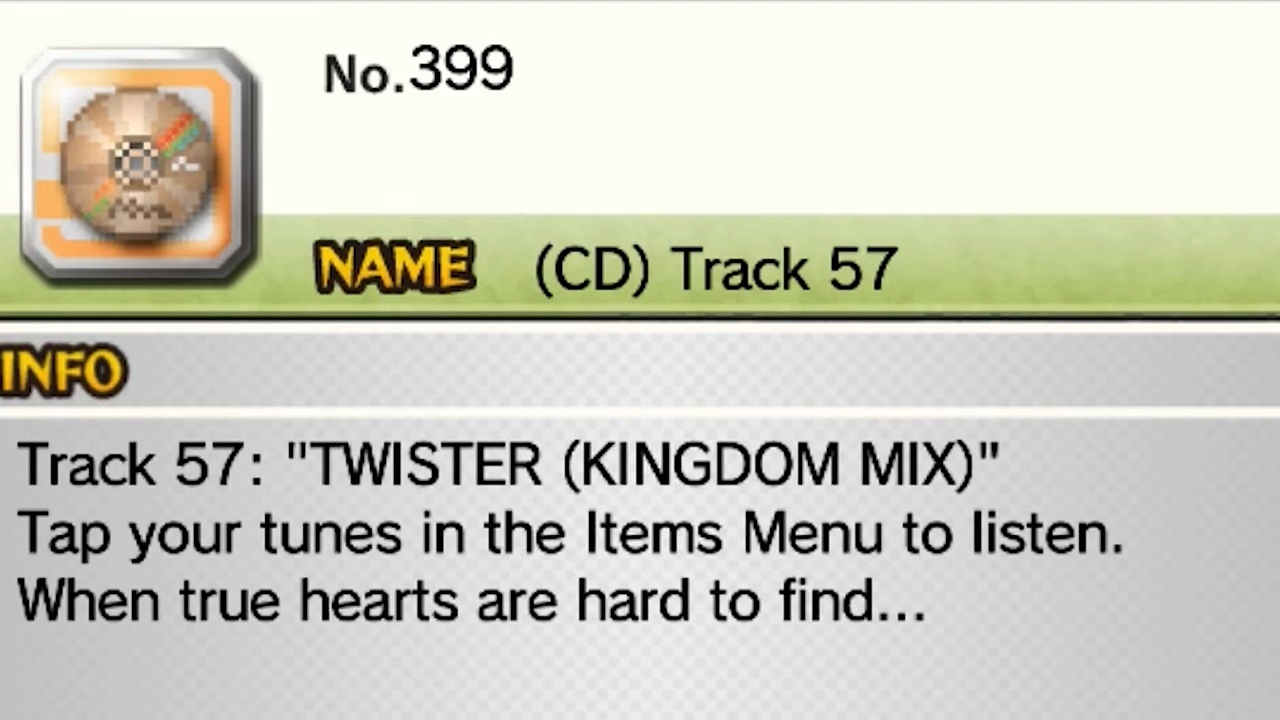 No.399
NAME (CD) Track 57
INFO
Track 57: "TWISTER (KINGDOM MIX)"
Tap your tunes in the Items Menu to listen.
When true hearts are hard to find...